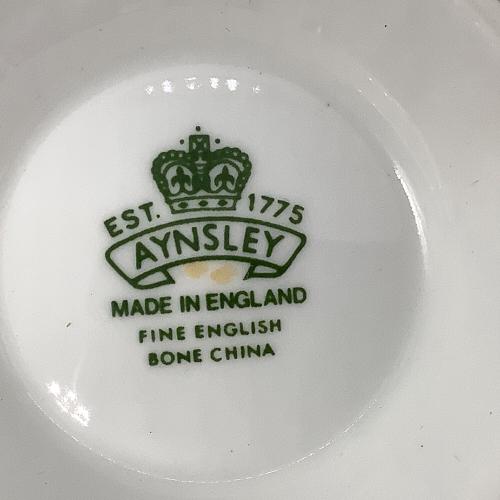 EST. 1775
AYNSLEY
MADE IN ENGLAND
FINE ENGLISH
BONE CHINA